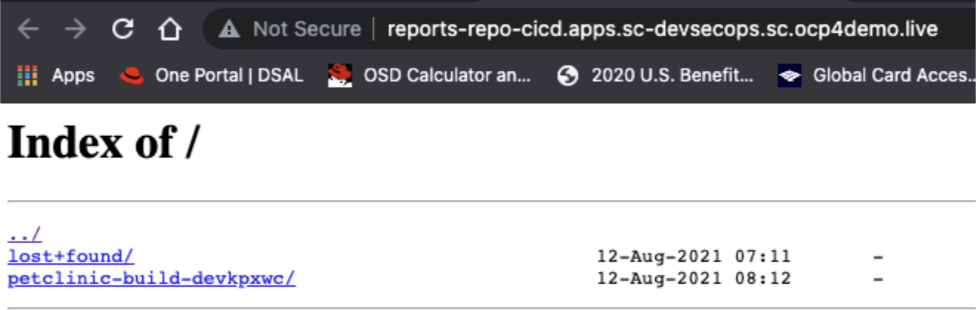 Not Secure | reports-repo-cicd.apps.sc-devsecops.sc.ocp4demo.live
Apps One Portal | DSAL OSD Calculator an... 2020 U.S. Benefit... Global Card Acces...
Index of /
../
lost+found/ 12-Aug-2021 07:11 -
petclinic-build-devkpxwc/ 12-Aug-2021 08:12 -